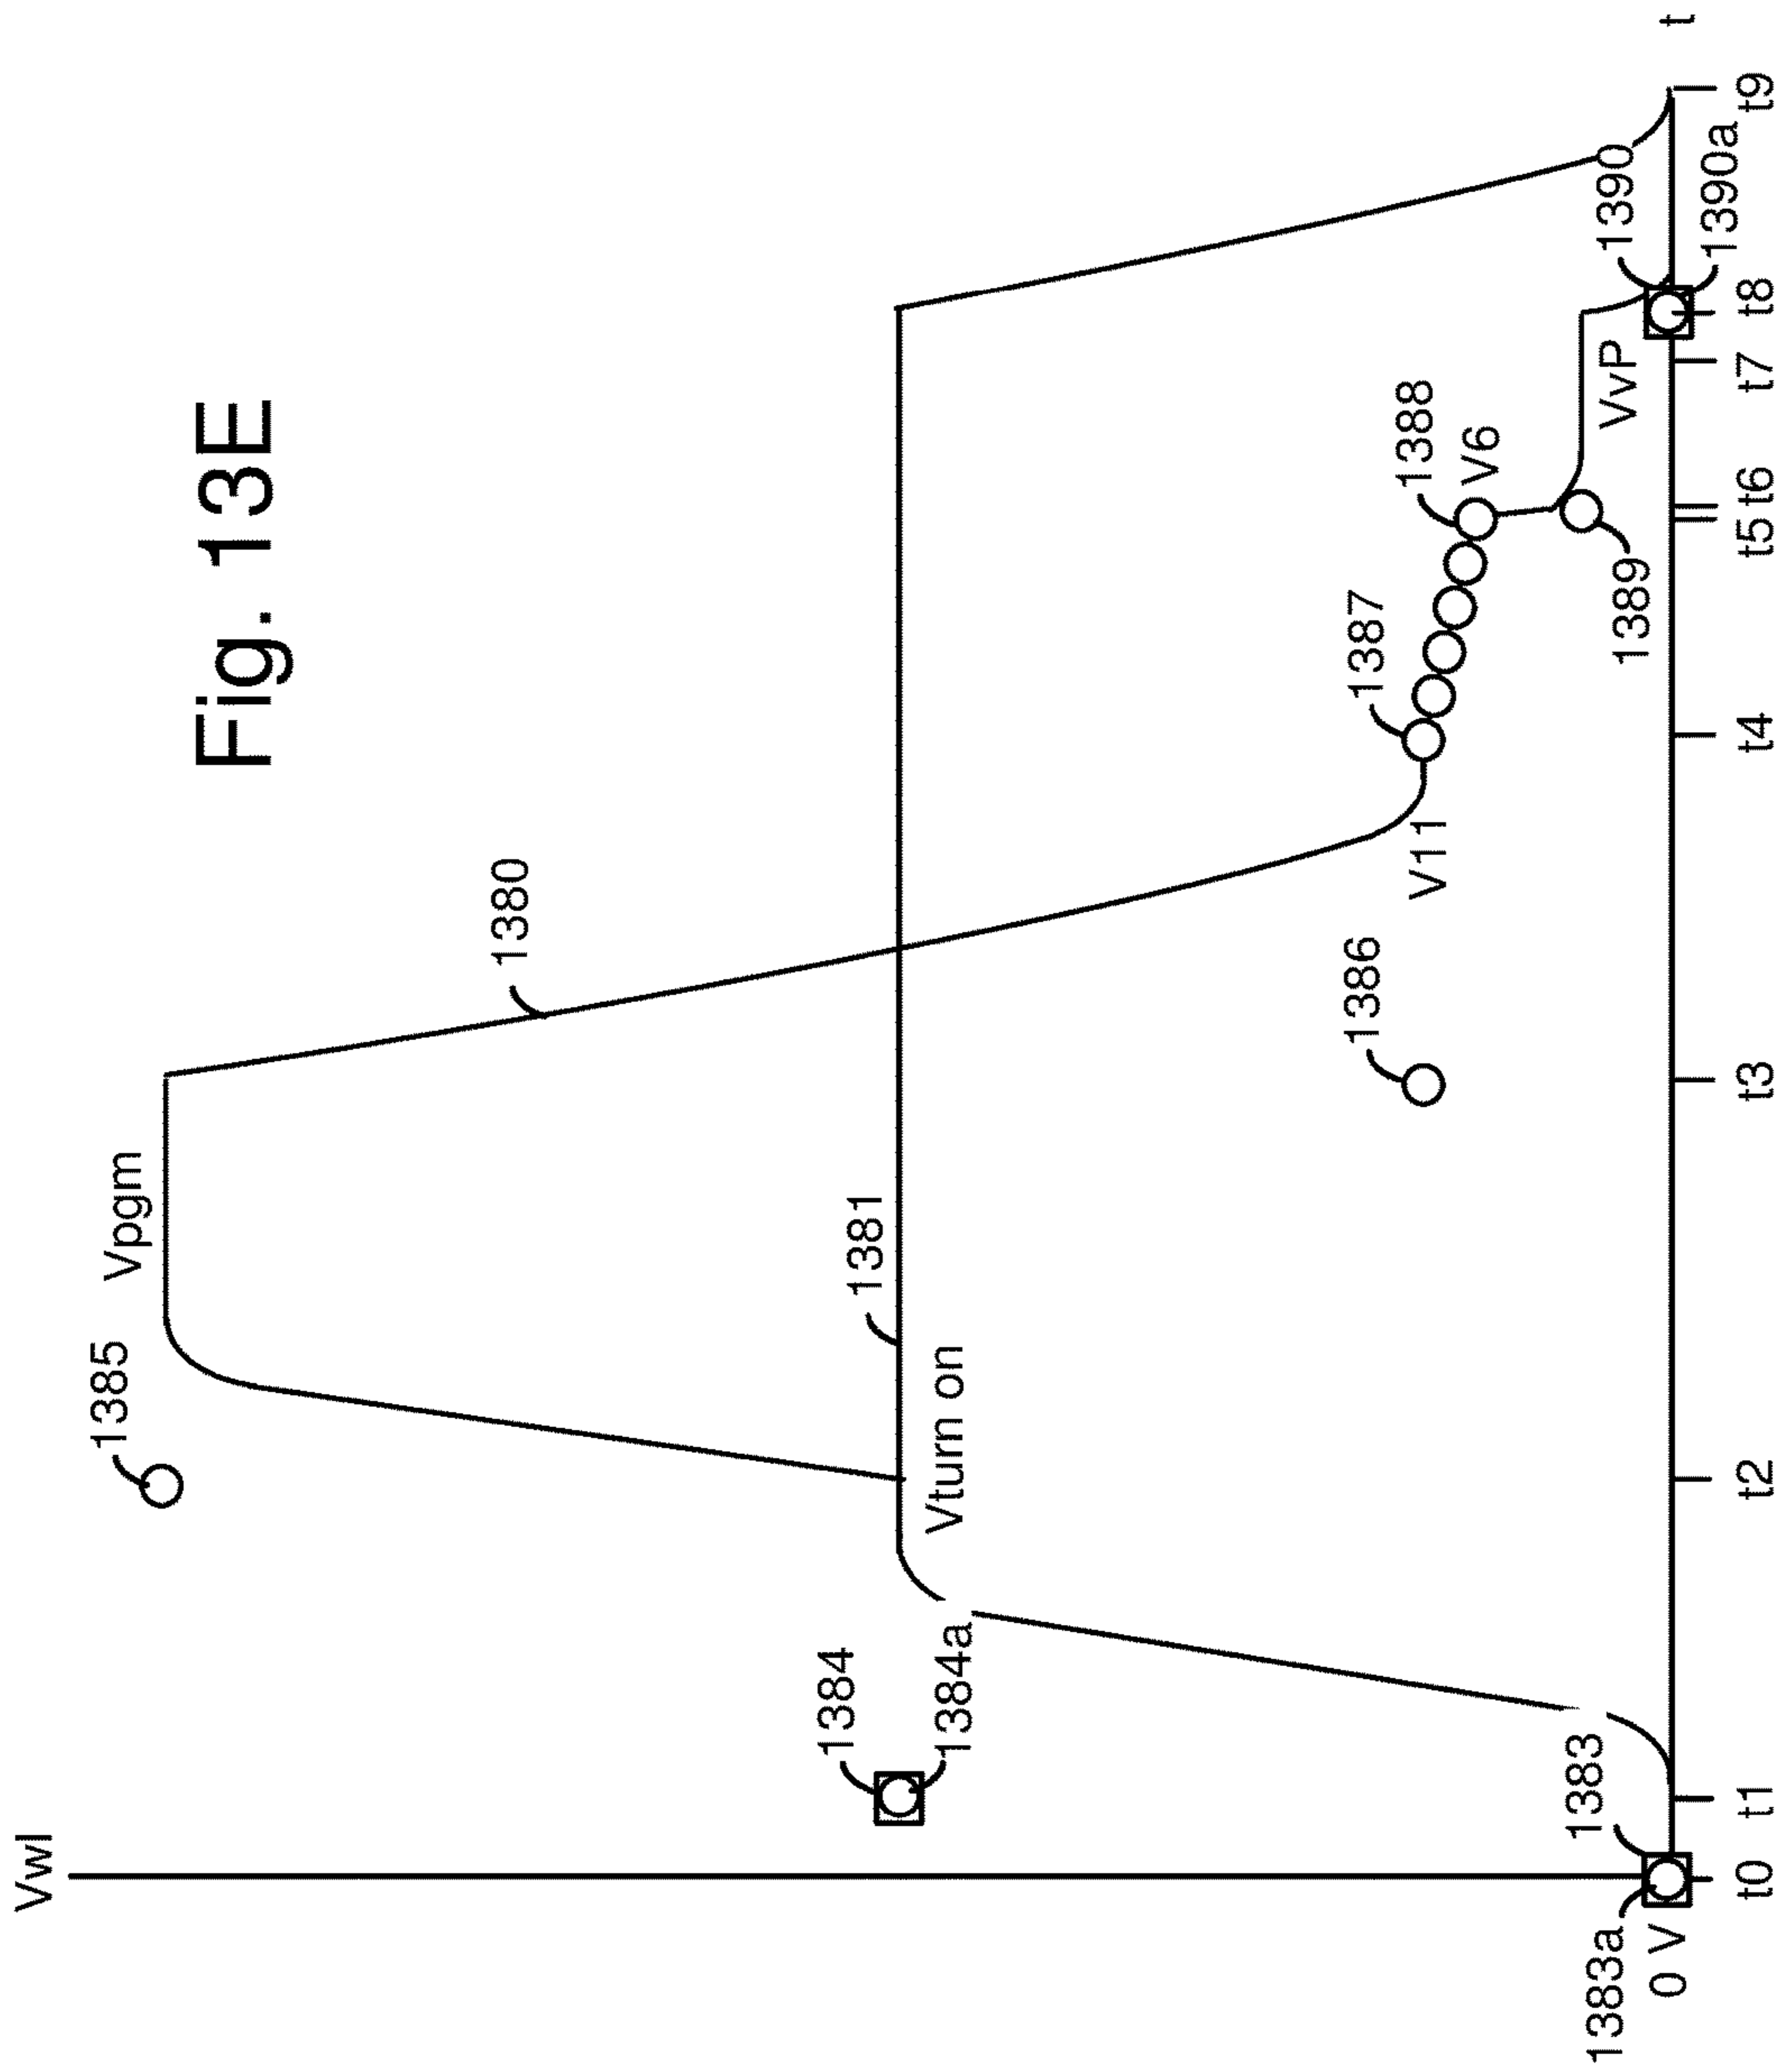 Fig. 13E
Vwl
1385
Vpgm
1380
1384
1384a
1381
Vturn on
1386
V11
1387
1388
V6
1389
VvP
1390
1390a
1383
1383a
0 V
t0
t1
t2
t3
t4
t5
t6
t7
t8
t9
t